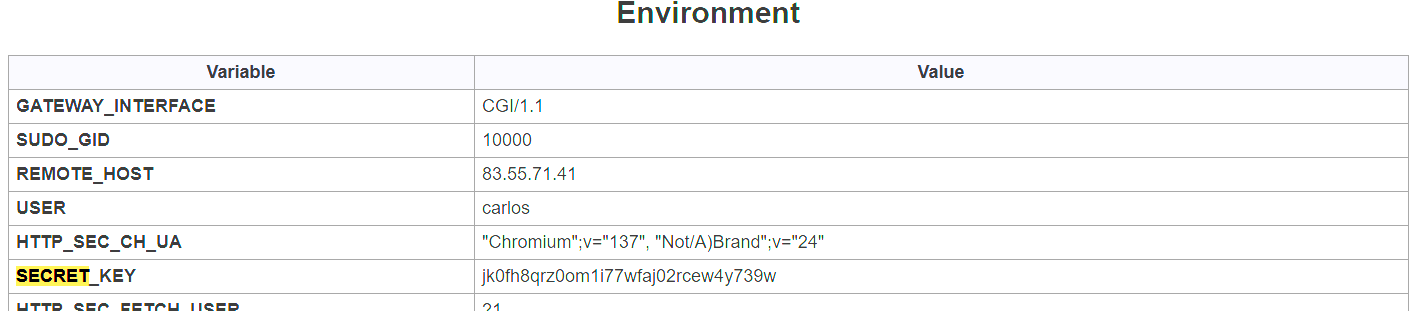 Environment
Variable Value
GATEWAY_INTERFACE CGI/1.1
SUDO_GID 10000
REMOTE_HOST 83.55.71.41
USER carlos
HTTP_SEC_CH_UA "Chromium";v="137", "Not/A)Brand";v="24"
SECRET_KEY jk0fh8qrz0om1i77wfaj02rcew4y739w
HTTP_SEC_FETCH_USER ?1